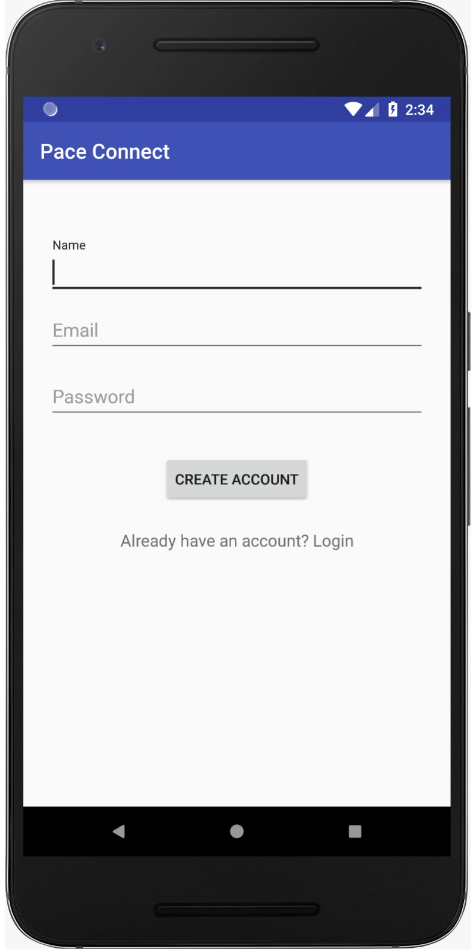 2:34
Pace Connect
Name
Email
Password
CREATE ACCOUNT
Already have an account? Login